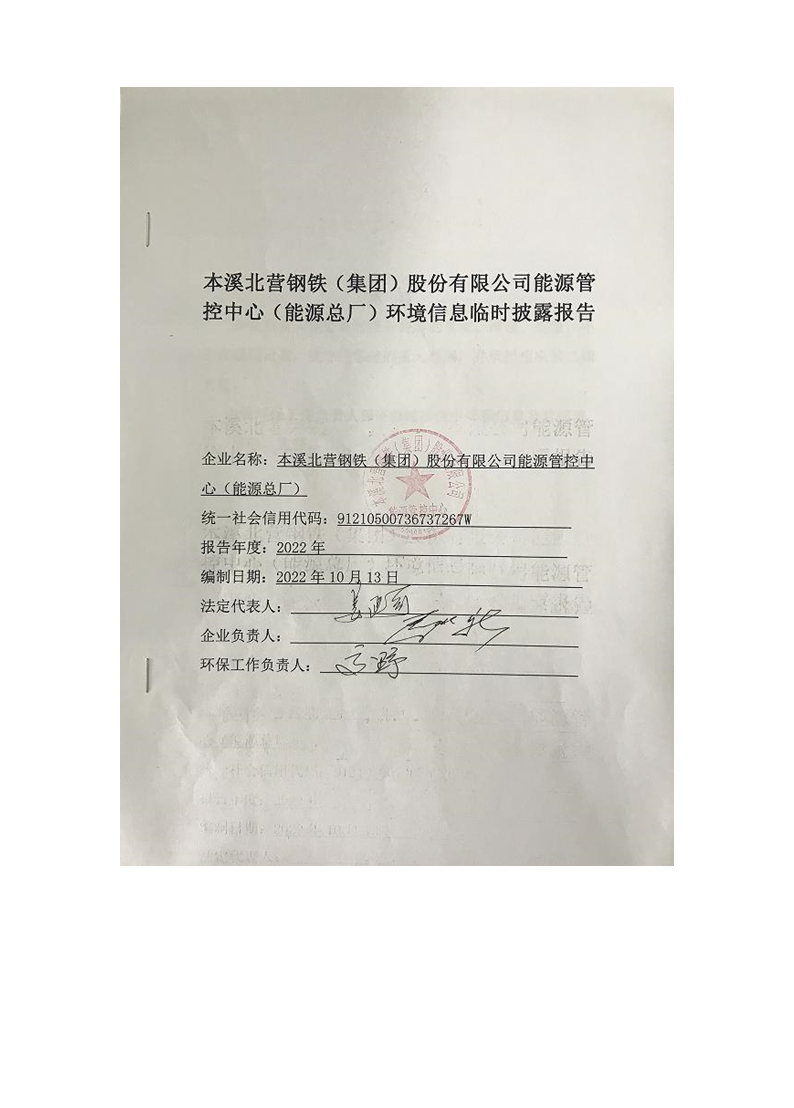 本溪北营钢铁（集团）股份有限公司能源管
控中心（能源总厂）环境信息临时披露报告
企业名称：本溪北营钢铁（集团）股份有限公司能源管控中
心（能源总厂）
统一社会信用代码：91210500736737267W
报告年度：2022 年
编制日期：2022 年 10 月 13 日
法定代表人：
企业负责人：
环保工作负责人：